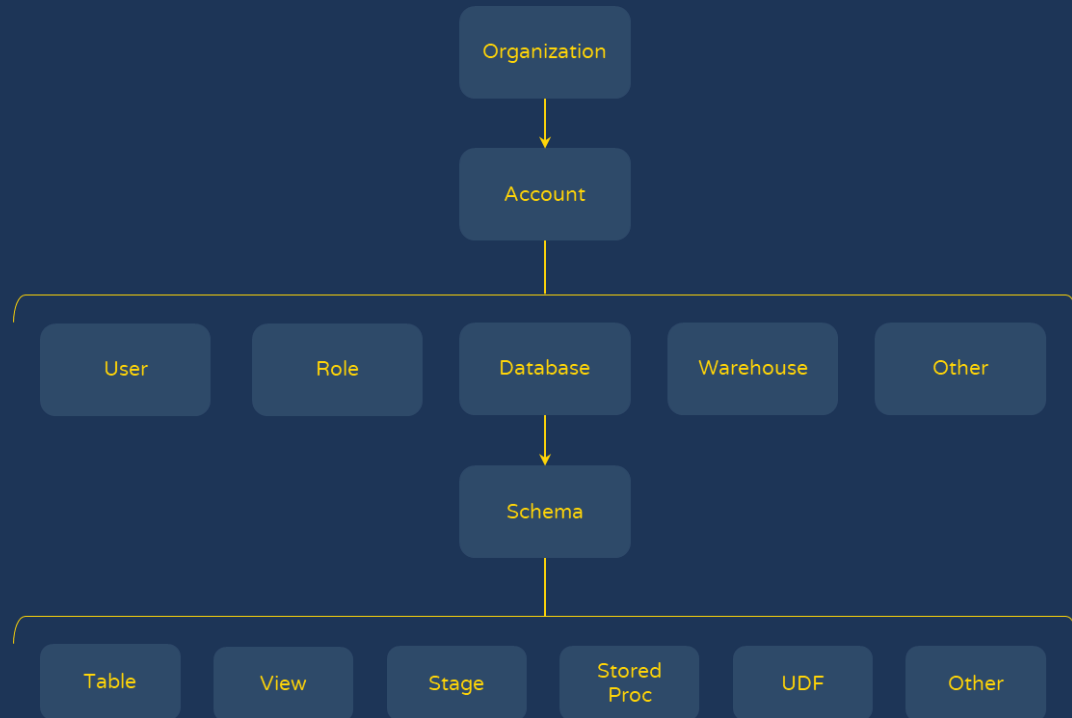 Organization
Account
User
Role
Database
Warehouse
Other
Schema
Table
View
Stage
Stored
Proc
UDF
Other